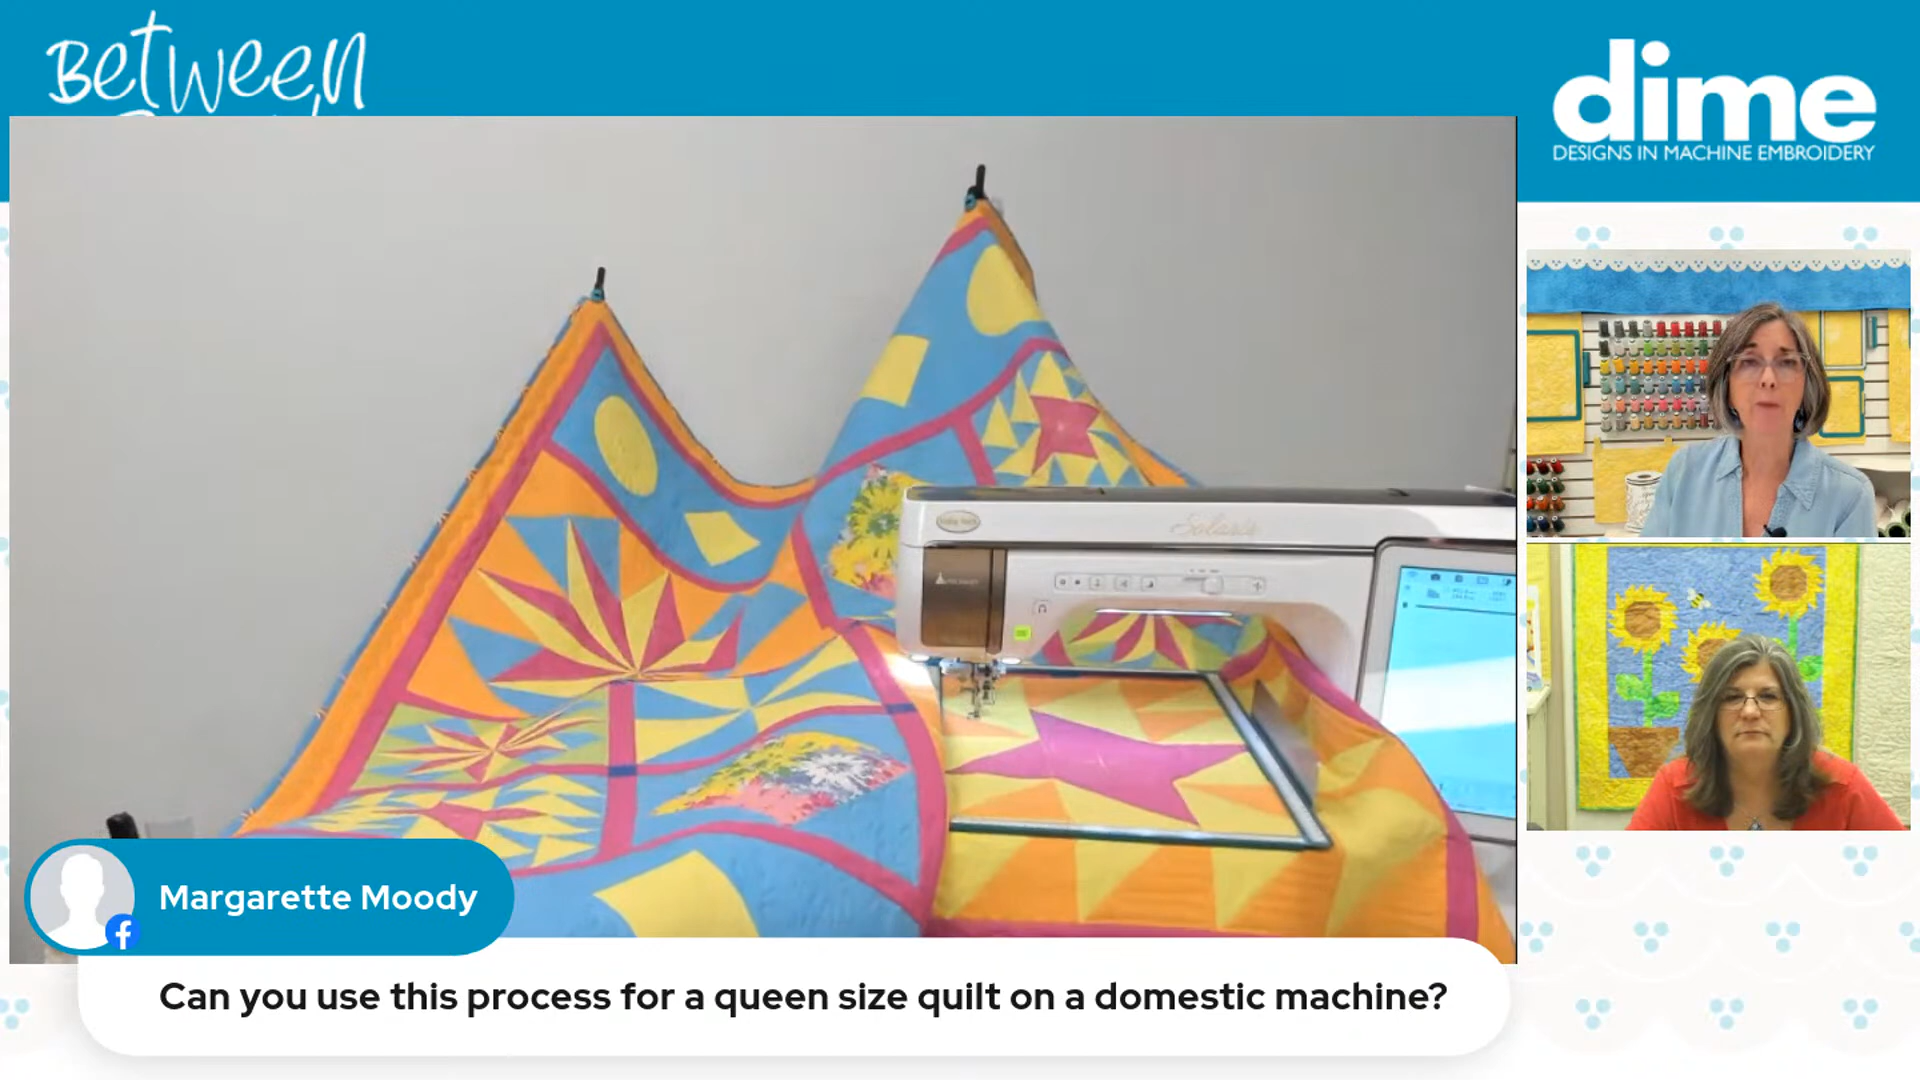 Between
dime
DESIGNS IN MACHINE EMBROIDERY
Solaris
Margarette Moody
Can you use this process for a queen size quilt on a domestic machine?